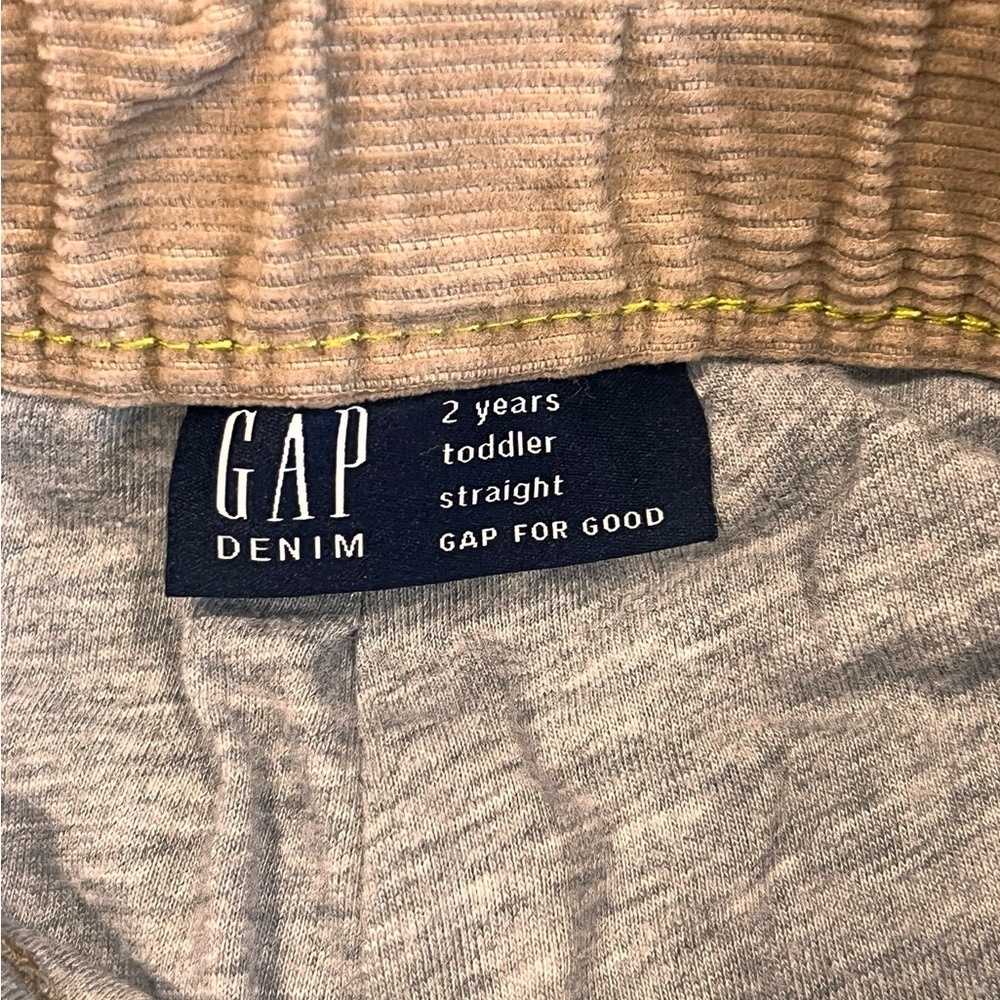 GAP
DENIM
2 years
toddler
straight
GAP FOR GOOD